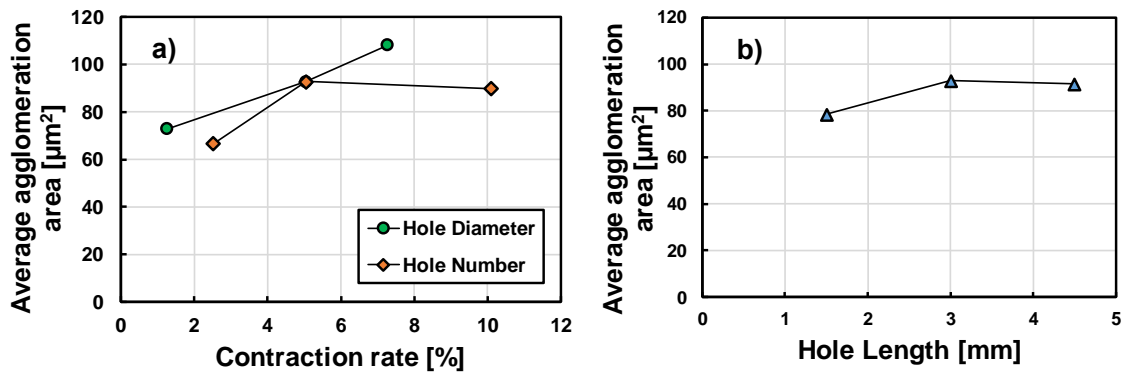 a)
Average agglomeration
area [µm²]
120
100
80
60
40
20
0
0 2 4 6 8 10 12
Contraction rate [%]
Hole Diameter
Hole Number
b)
Average agglomeration
area [µm²]
120
100
80
60
40
20
0
0 1 2 3 4 5
Hole Length [mm]